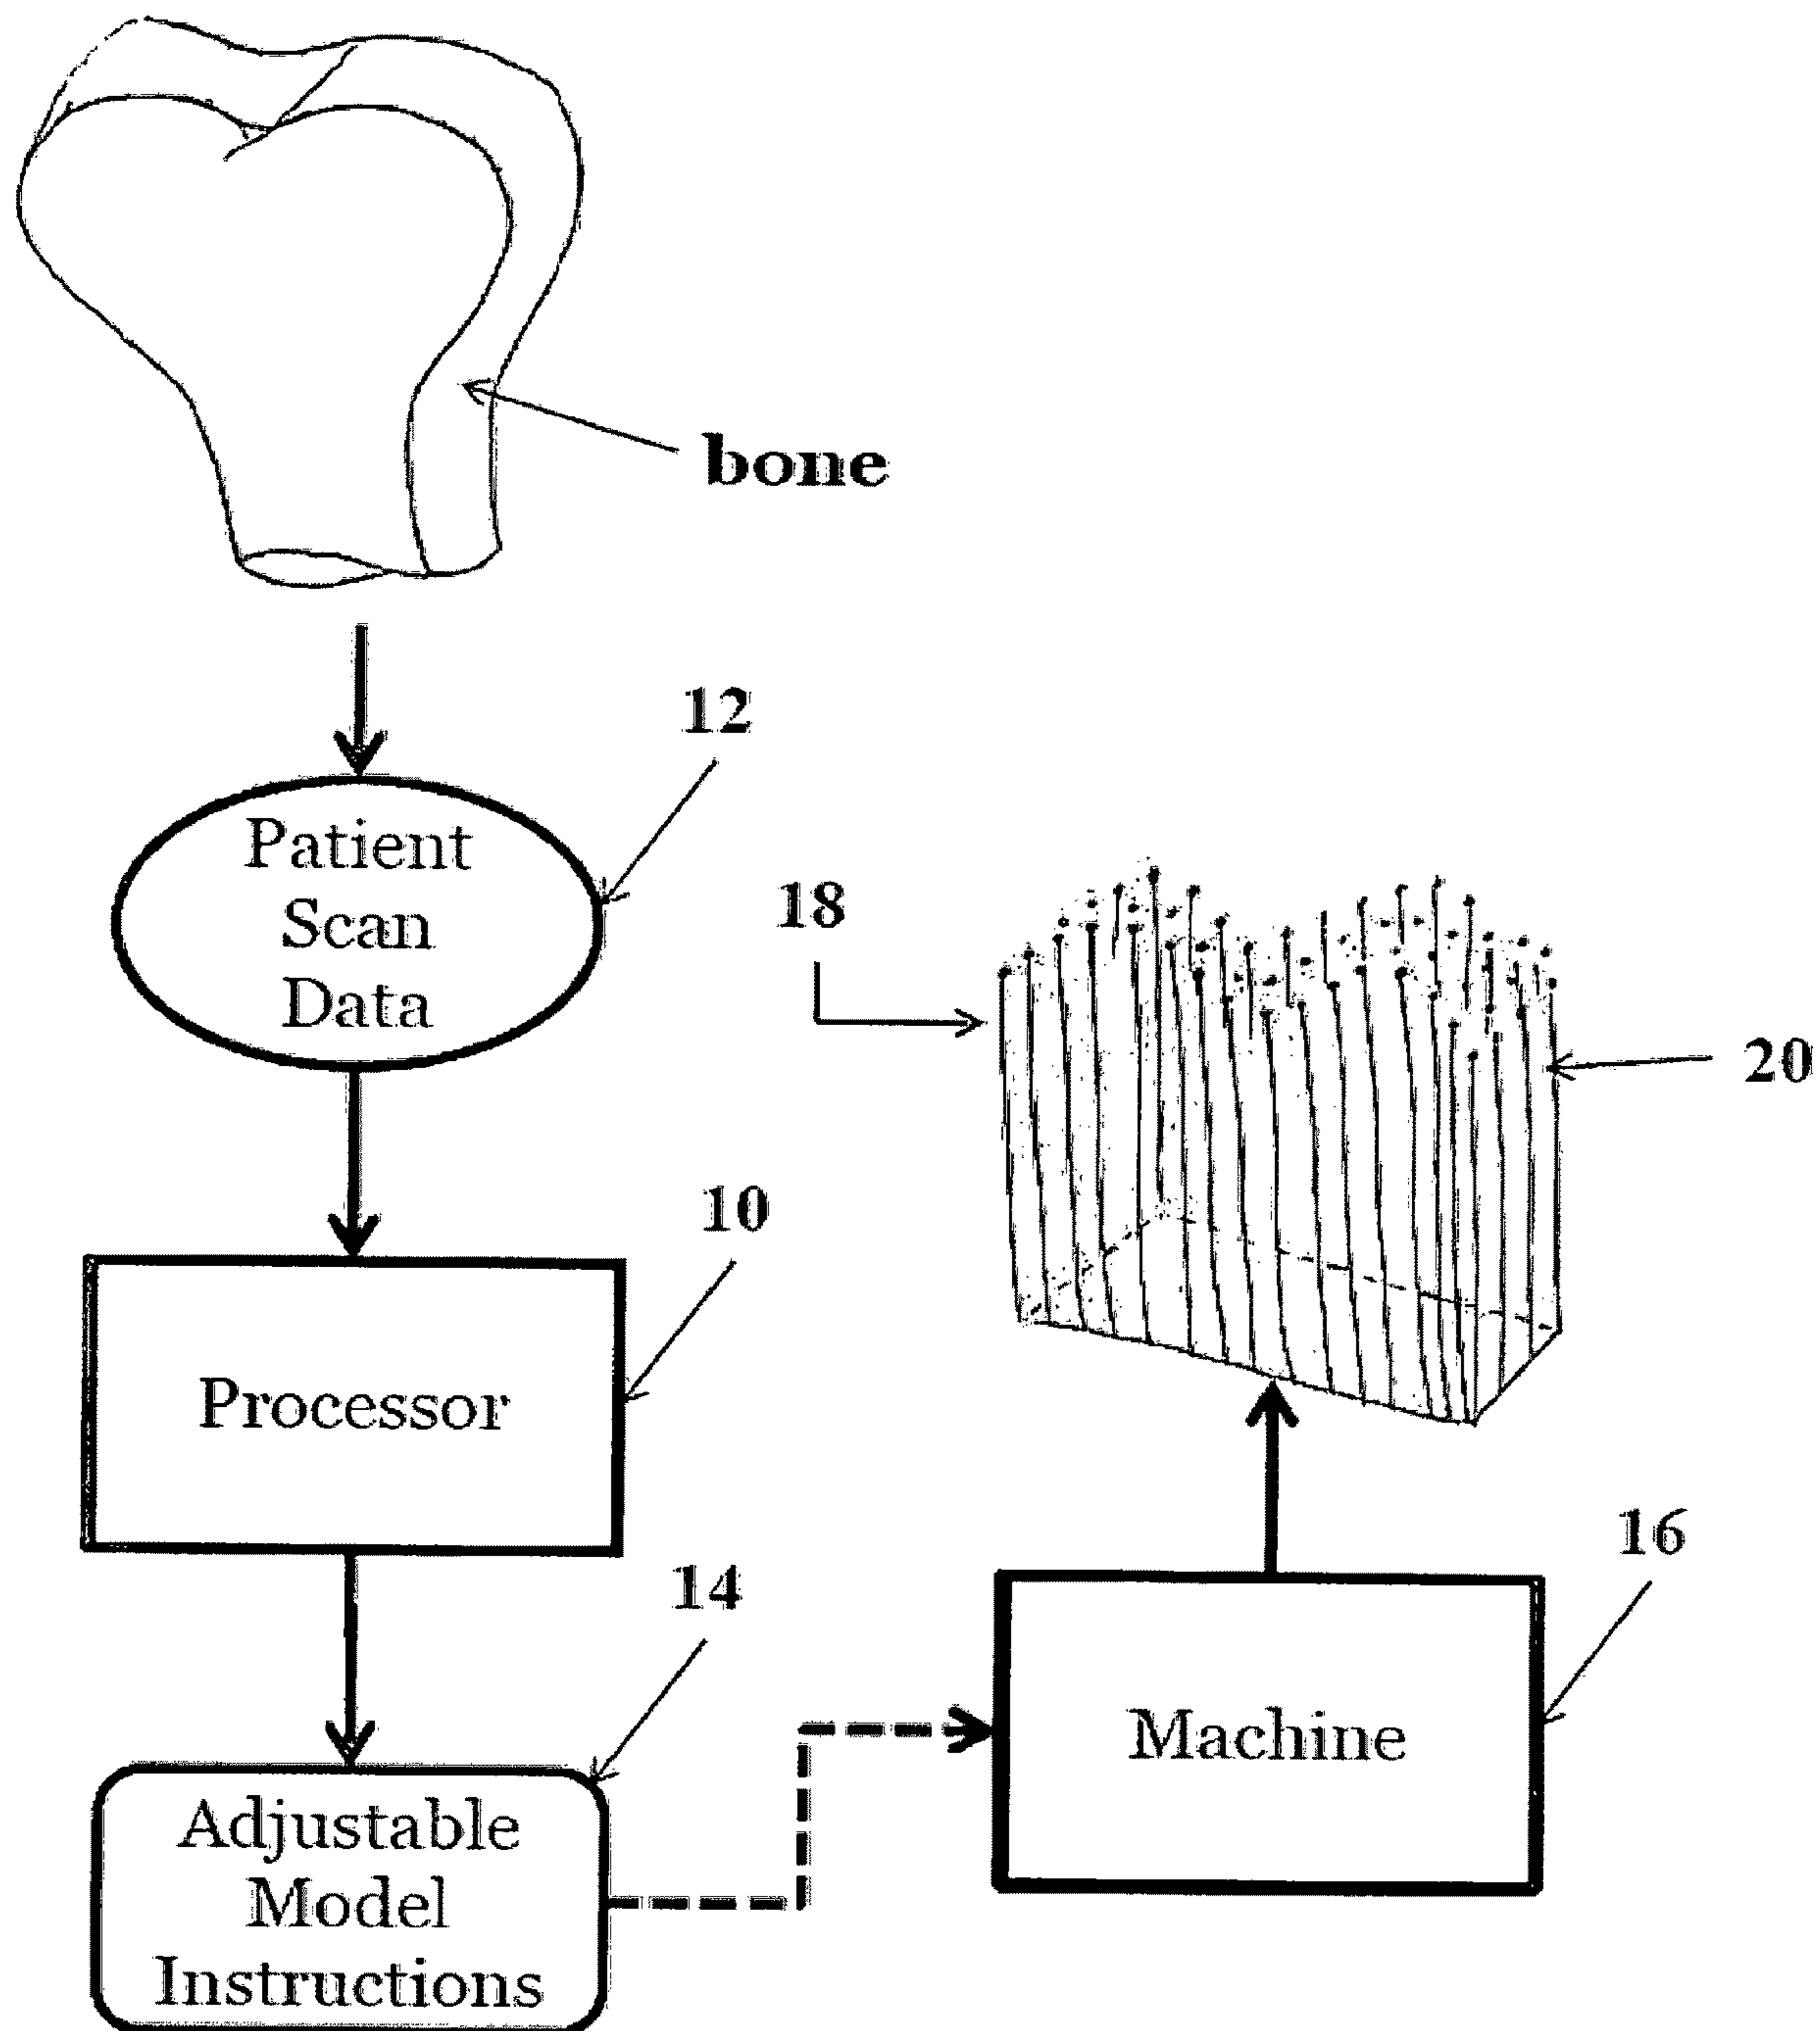 bone
12
Patient
Scan
Data
18
20
10
Processor
14
16
Machine
Adjustable
Model
Instructions